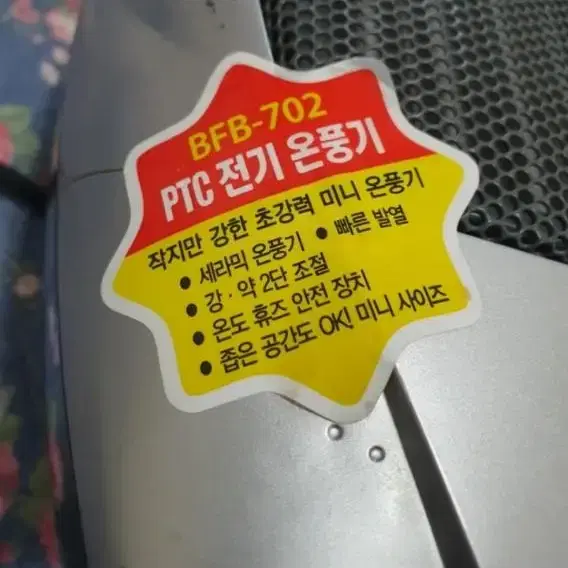 BFB-702
PTC 전기 온풍기
작지만 강한 초강력 미니 온풍기
• 세라믹 온풍기 • 빠른 발열
• 강·약 2단 조절
• 온도 휴즈 안전 장치
• 좁은 공간도 OK! 미니 사이즈